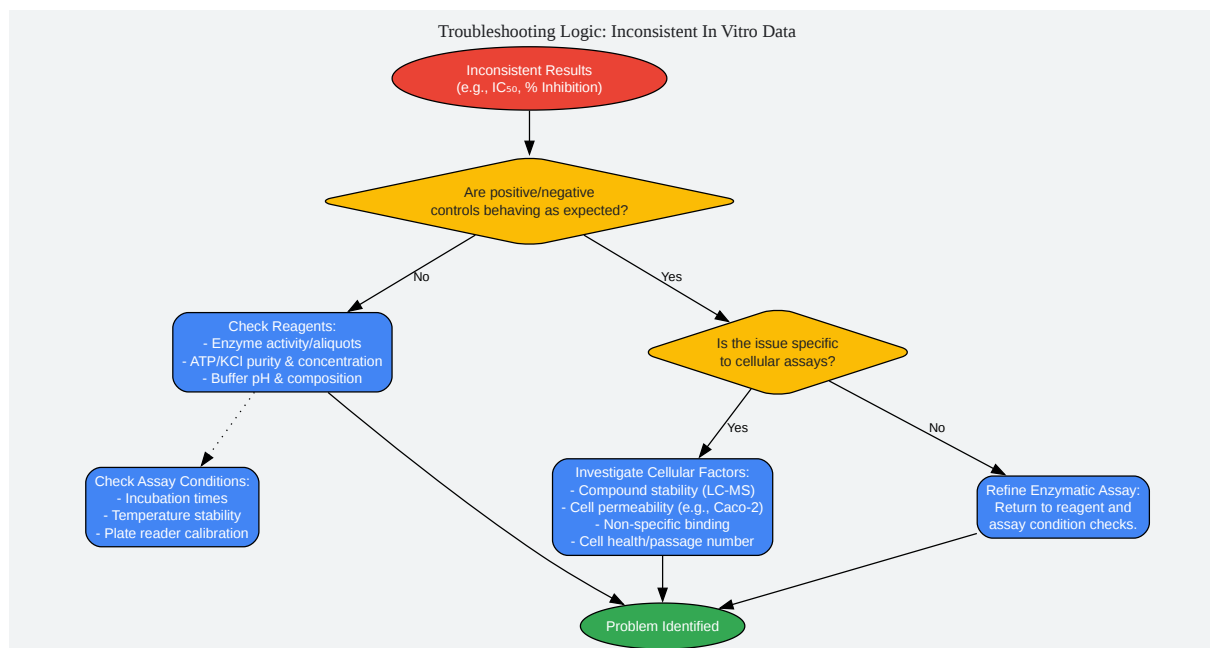 Troubleshooting Logic: Inconsistent In Vitro Data
Inconsistent Results
(e.g., IC₅₀, % Inhibition)
Are positive/negative
controls behaving as expected?
No
Yes
Check Reagents:
- Enzyme activity/aliquots
- ATP/KCl purity & concentration
- Buffer pH & composition
Is the issue specific
to cellular assays?
Yes
No
Check Assay Conditions:
- Incubation times
- Temperature stability
- Plate reader calibration
Investigate Cellular Factors:
- Compound stability (LC-MS)
- Cell permeability (e.g., Caco-2)
- Non-specific binding
- Cell health/passage number
Refine Enzymatic Assay:
Return to reagent and
assay condition checks.
Problem Identified